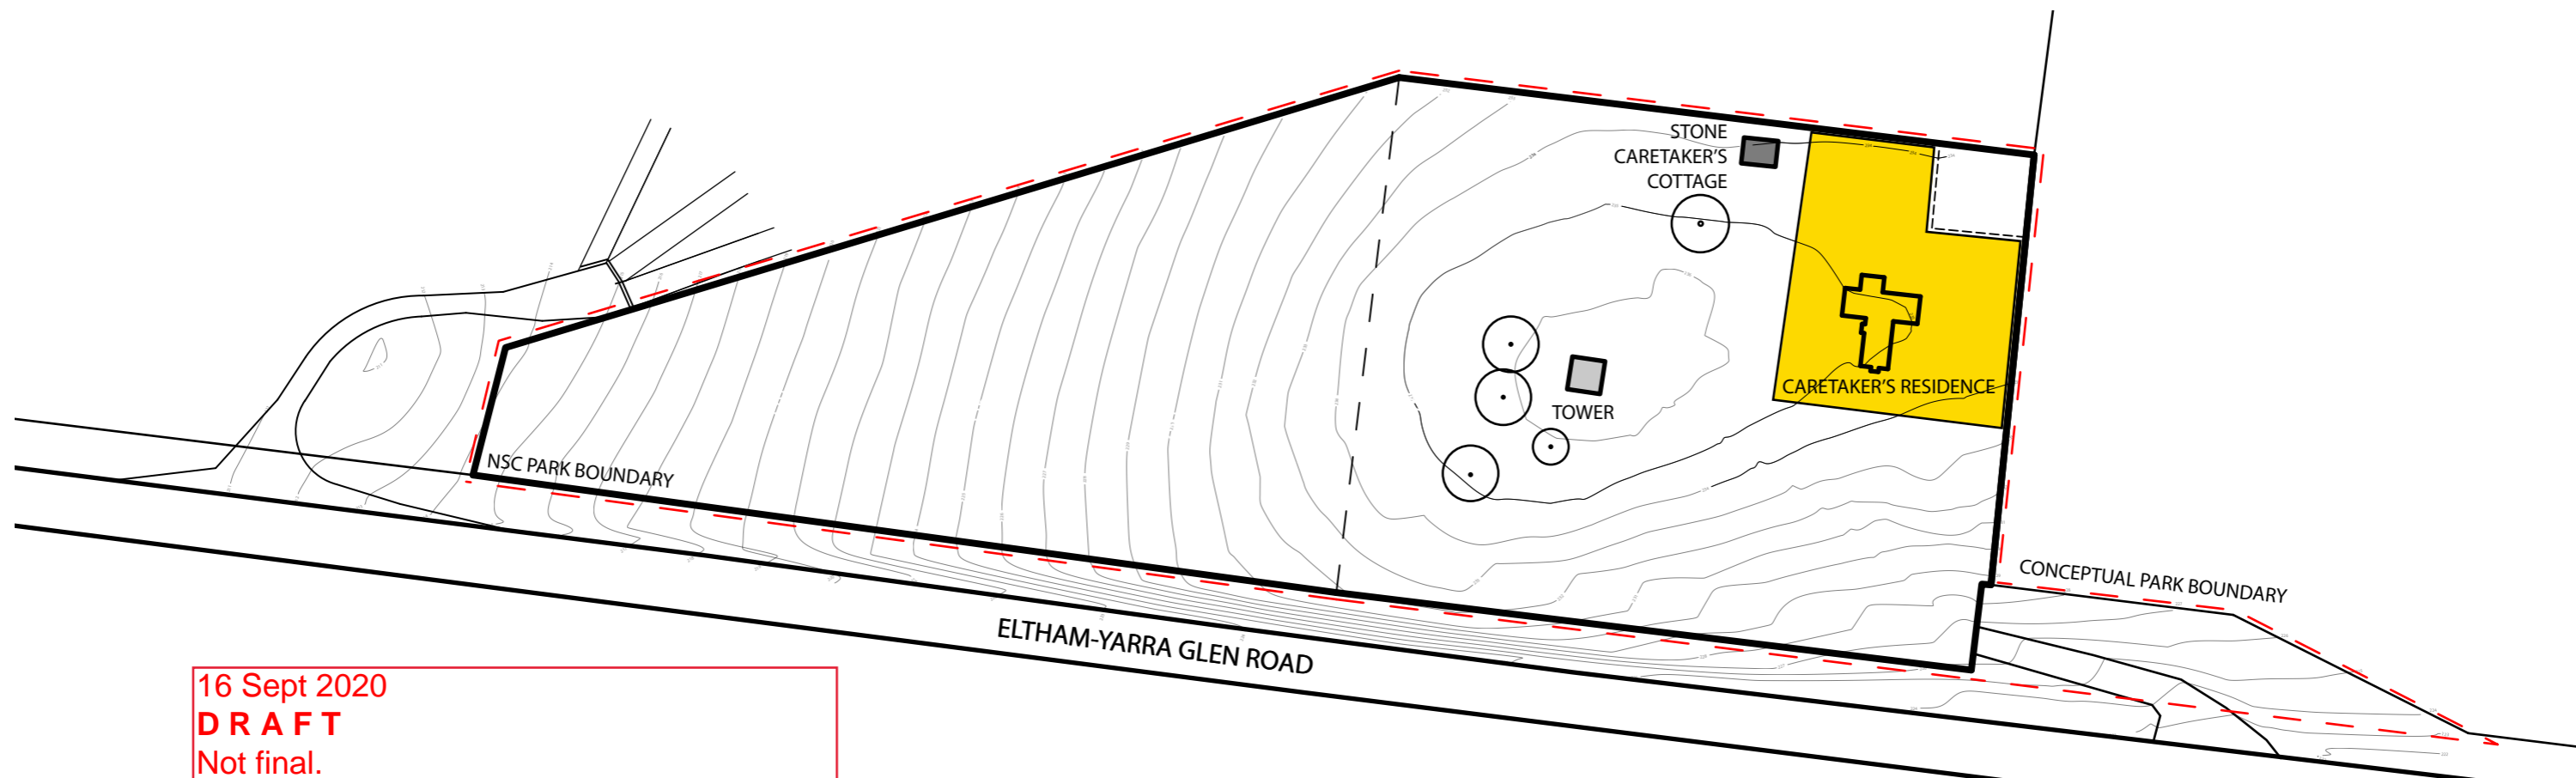 STONE
CARETAKER'S
COTTAGE
TOWER
CARETAKER'S RESIDENCE
NSC PARK BOUNDARY
CONCEPTUAL PARK BOUNDARY
ELTHAM-YARRA GLEN ROAD
16 Sept 2020
D R A F T
Not final.